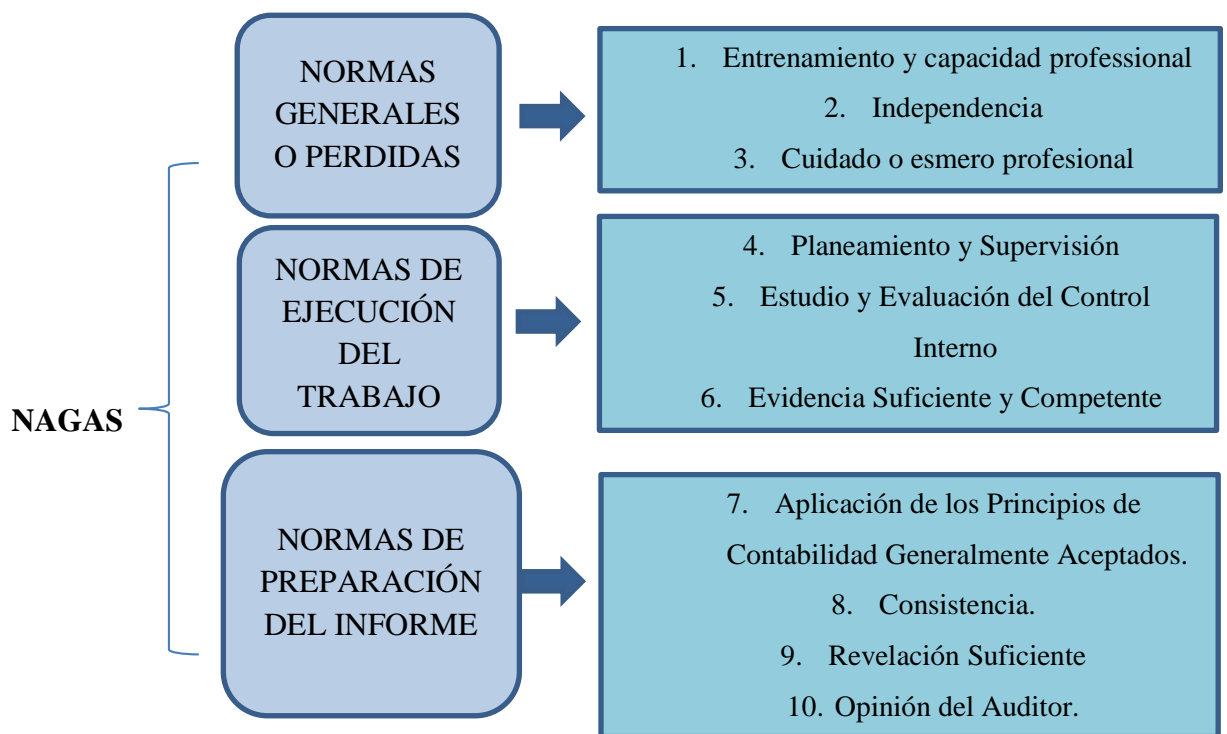 NAGAS
NORMAS
GENERALES
O PERDIDAS
1. Entrenamiento y capacidad professional
2. Independencia
3. Cuidado o esmero profesional
NORMAS DE
EJECUCIÓN
DEL
TRABAJO
4. Planeamiento y Supervisión
5. Estudio y Evaluación del Control
Interno
6. Evidencia Suficiente y Competente
NORMAS DE
PREPARACIÓN
DEL INFORME
7. Aplicación de los Principios de
Contabilidad Generalmente Aceptados.
8. Consistencia.
9. Revelación Suficiente
10. Opinión del Auditor.